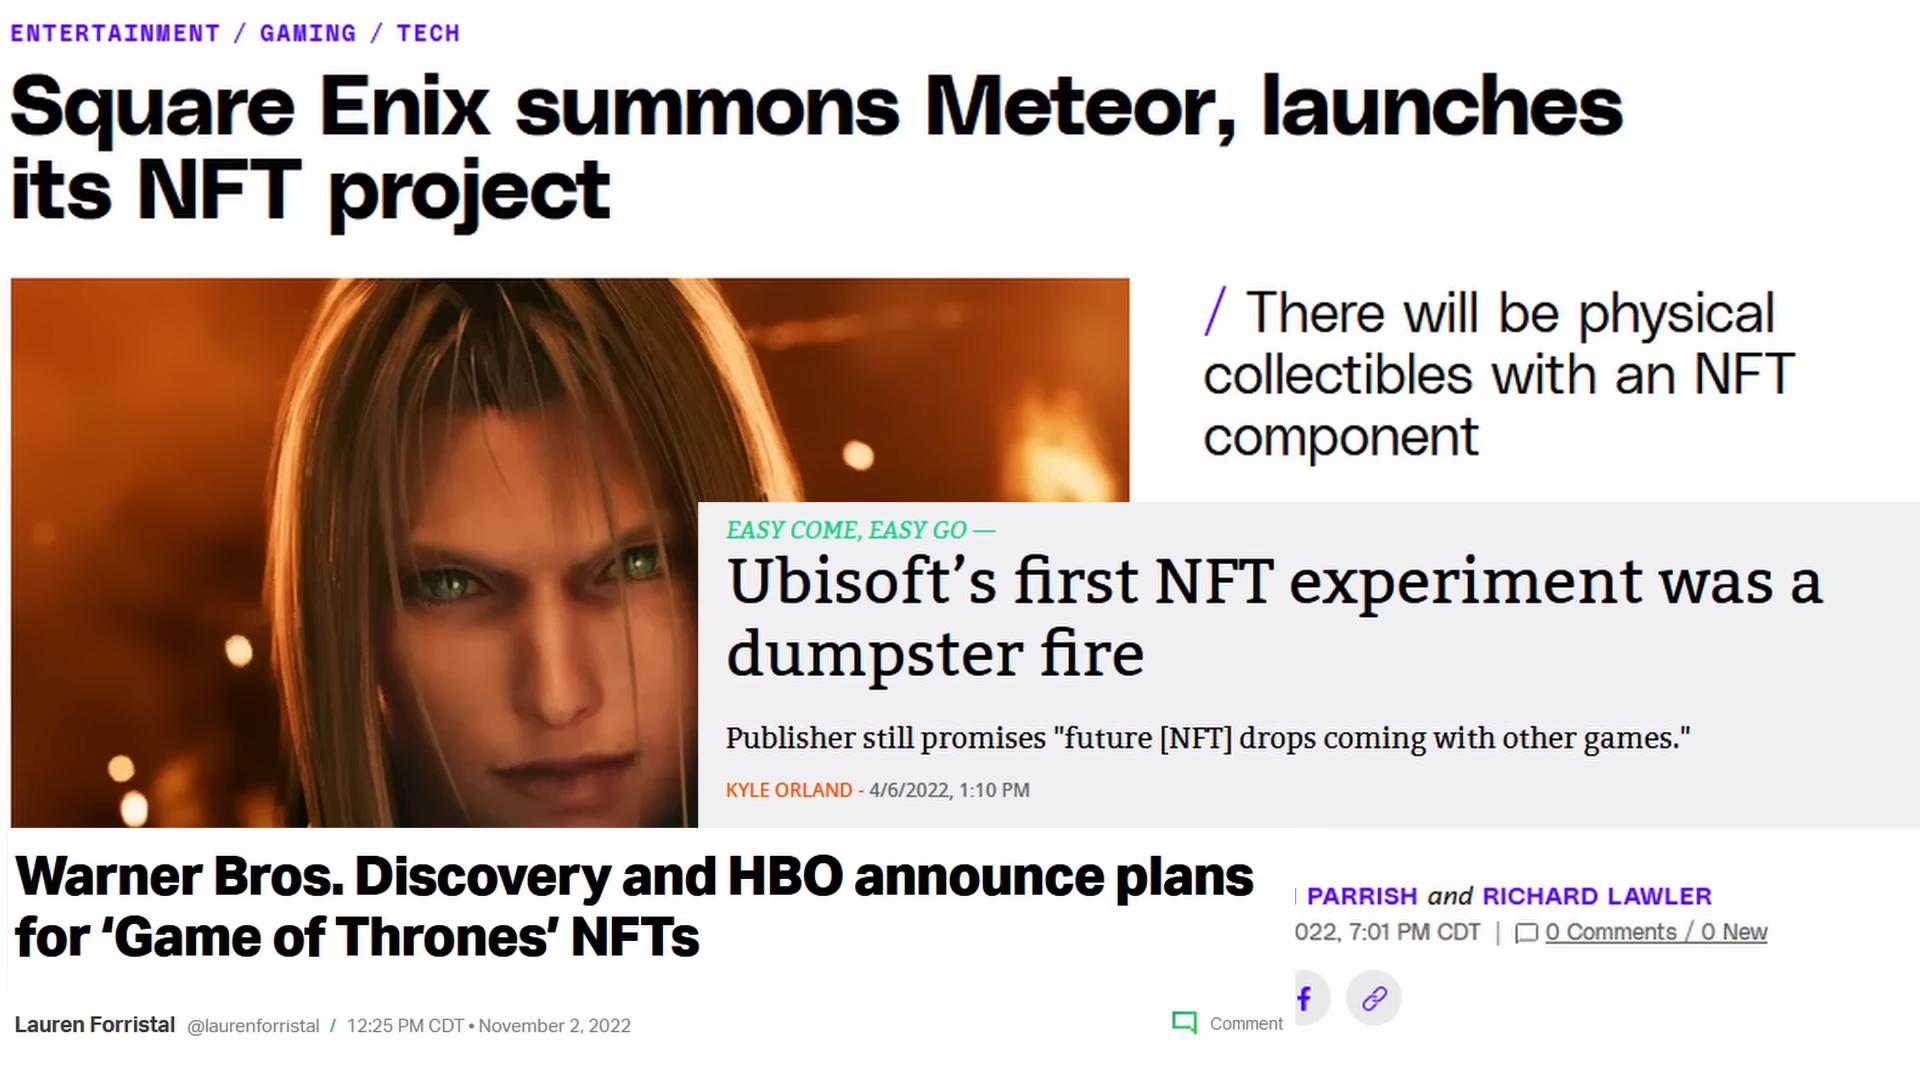 ENTERTAINMENT / GAMING / TECH
Square Enix summons Meteor, launches
its NFT project
/ There will be physical
collectibles with an NFT
component
EASY COME, EASY GO —
Ubisoft’s first NFT experiment was a
dumpster fire
Publisher still promises "future [NFT] drops coming with other games."
KYLE ORLAND - 4/6/2022, 1:10 PM
Warner Bros. Discovery and HBO announce plans
for ‘Game of Thrones’ NFTs
Lauren Forristal @laurenforristal / 12:25 PM CDT • November 2, 2022
Comment
PARRISH and RICHARD LAWLER
022, 7:01 PM CDT | 0 Comments / 0 New